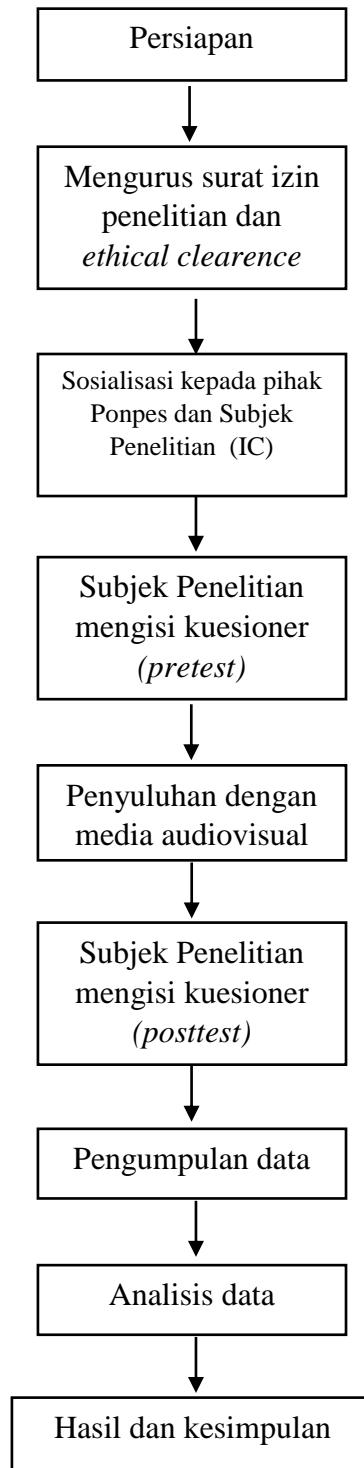 Persiapan
Mengurus surat izin
penelitian dan
ethical clearence
Sosialisasi kepada pihak
Ponpes dan Subjek
Penelitian (IC)
Subjek Penelitian
mengisi kuesioner
(pretest)
Penyuluhan dengan
media audiovisual
Subjek Penelitian
mengisi kuesioner
(posttest)
Pengumpulan data
Analisis data
Hasil dan kesimpulan